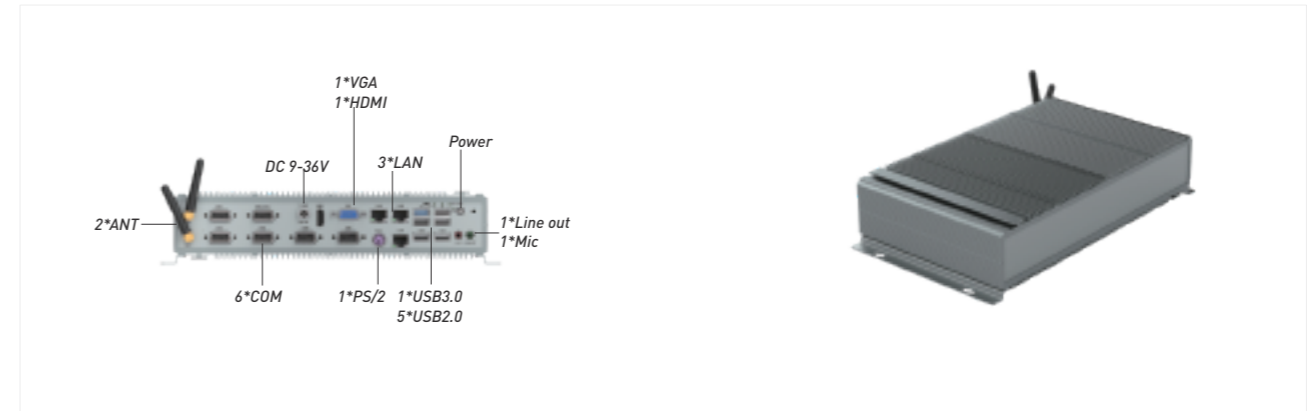 1*VGA
1*HDMI
Power
DC 9-36V
3*LAN
2*ANT
1*Line out
1*Mic
6*COM
1*PS/2
1*USB3.0
5*USB2.0